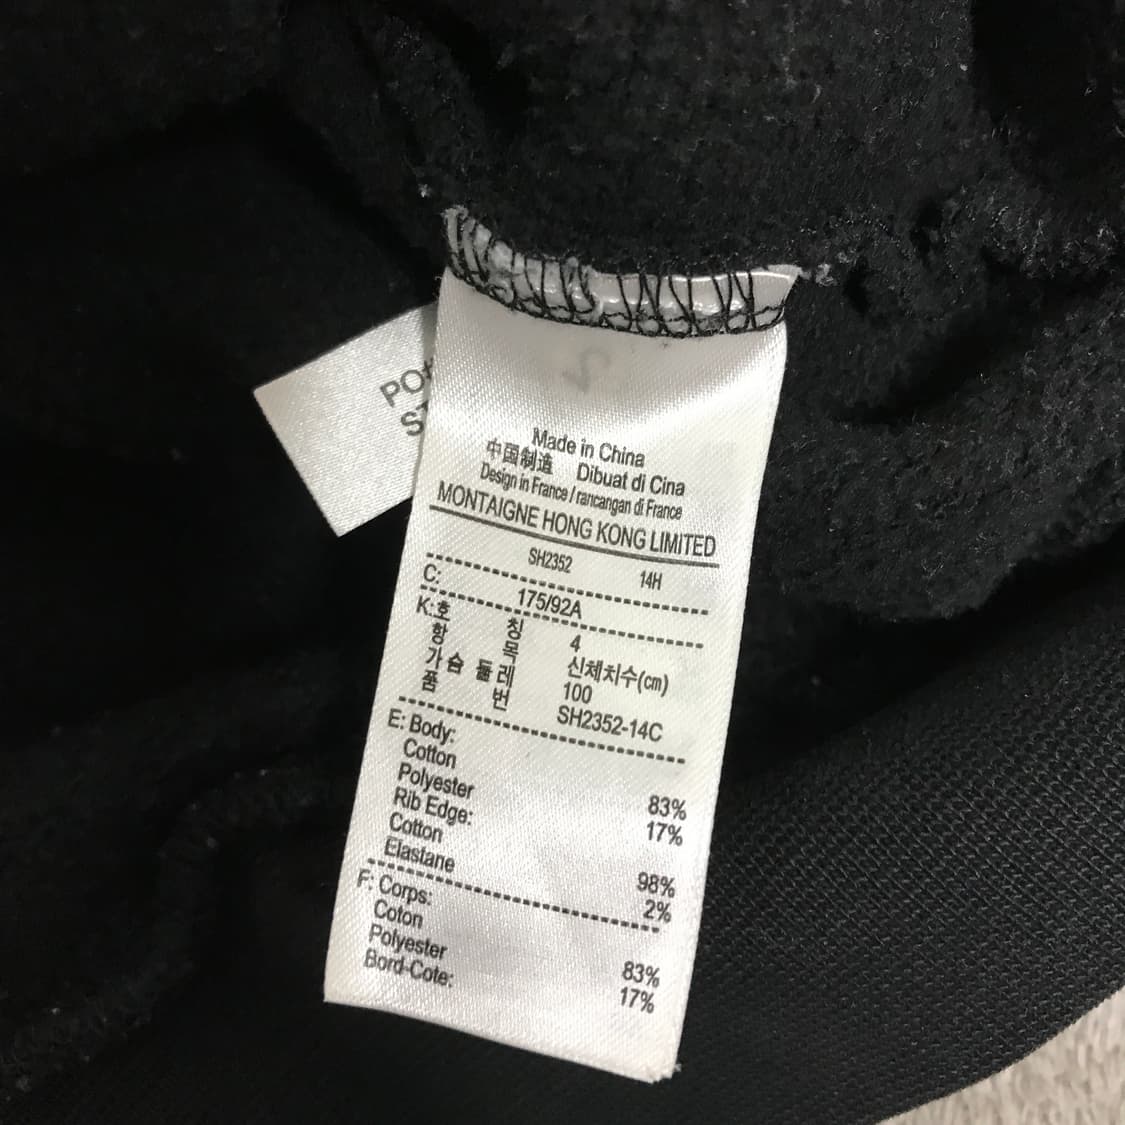 PO#
Made in China
中国制造 Dibuat di Cina
Design in France / rancangan di France
MONTAIGNE HONG KONG LIMITED
SH2352 14H
C: 175/92A
K:호 칭 4
항 목 신체치수(cm)
가슴 둘레 100
품 번 SH2352-14C
E: Body:
Cotton 83%
Polyester 17%
Rib Edge:
Cotton 98%
Elastane 2%
F: Corps:
Coton 83%
Polyester 17%
Bord-Cote: